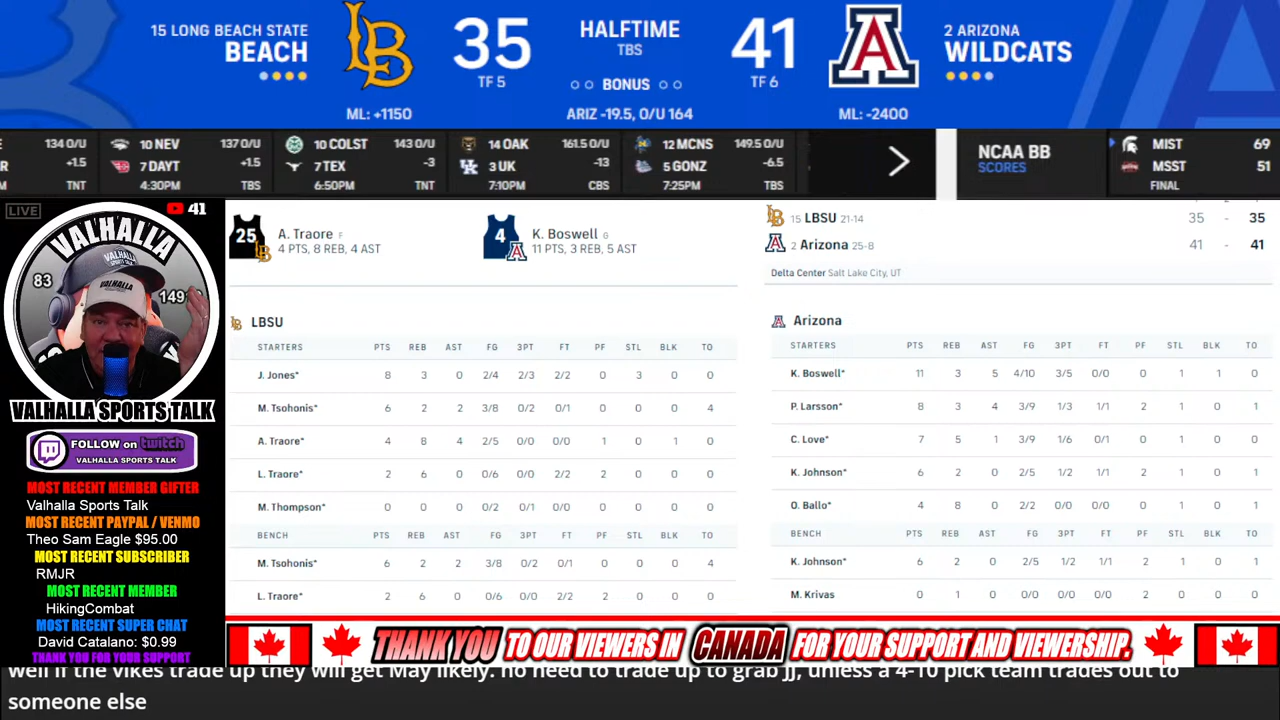 15 LONG BEACH STATE
BEACH
35
TF 5
ML: +1150
HALFTIME
TBS
BONUS
ARIZ -19.5, O/U 164
41
TF 6
ML: -2400
2 ARIZONA
WILDCATS
134 O/U
R +1.5
TNT
10 NEV 137 O/U
7 DAYT +1.5
4:30PM TBS
10 COLST 143 O/U
7 TEX -3
6:50PM TNT
14 OAK 161.5 O/U
3 UK -13
7:10PM CBS
12 MCNS 149.5 O/U
5 GONZ -6.5
7:25PM TBS
NCAA BB
SCORES
MIST 69
MSST 51
FINAL
LIVE
41
VALHALLA
83
VALHALLA
VALHALLA SPORTS TALK
FOLLOW on twitch
VALHALLA SPORTS TALK
MOST RECENT MEMBER GIFTER
Valhalla Sports Talk
MOST RECENT PAYPAL / VENMO
Theo Sam Eagle $95.00
MOST RECENT SUBSCRIBER
RMJR
MOST RECENT MEMBER
HikingCombat
MOST RECENT SUPER CHAT
David Catalano: $0.99
THANK YOU FOR YOUR SUPPORT
25
A. Traore F
4 PTS, 8 REB, 4 AST
4
K. Boswell G
11 PTS, 3 REB, 5 AST
15 LBSU 21-14 35 - 35
2 Arizona 25-8 41 - 41
Delta Center Salt Lake City, UT
LBSU
STARTERS PTS REB AST FG 3PT FT PF STL BLK TO
J. Jones* 8 3 0 2/4 2/3 2/2 0 3 0 0
M. Tsohonis* 6 2 2 3/8 0/2 0/1 0 0 0 4
A. Traore* 4 8 4 2/5 0/0 0/0 1 0 1 0
L. Traore* 2 6 0 0/6 0/0 2/2 2 0 0 0
M. Thompson* 0 0 0 0/2 0/1 0/0 0 0 0 0
BENCH PTS REB AST FG 3PT FT PF STL BLK TO
M. Tsohonis* 6 2 2 3/8 0/2 0/1 0 0 0 4
L. Traore* 2 6 0 0/6 0/0 2/2 2 0 0 0
Arizona
STARTERS PTS REB AST FG 3PT FT PF STL BLK TO
K. Boswell* 11 3 5 4/10 3/5 0/0 0 1 1 0
P. Larsson* 8 3 4 3/9 1/3 1/1 2 1 0 1
C. Love* 7 5 1 3/9 1/6 0/1 0 1 0 0
K. Johnson* 6 2 0 2/5 1/2 1/1 2 1 0 1
O. Ballo* 4 8 0 2/2 0/0 0/0 0 1 0 1
BENCH PTS REB AST FG 3PT FT PF STL BLK TO
K. Johnson* 6 2 0 2/5 1/2 1/1 2 1 0 1
M. Krivas 0 1 0 0/0 0/0 0/0 2 0 0 0
THANK YOU TO OUR VIEWERS IN CANADA FOR YOUR SUPPORT AND VIEWERSHIP.
well if the vikes trade up they will get May likely. no need to trade up to grab jj, unless a 4-10 pick team trades out to
someone else